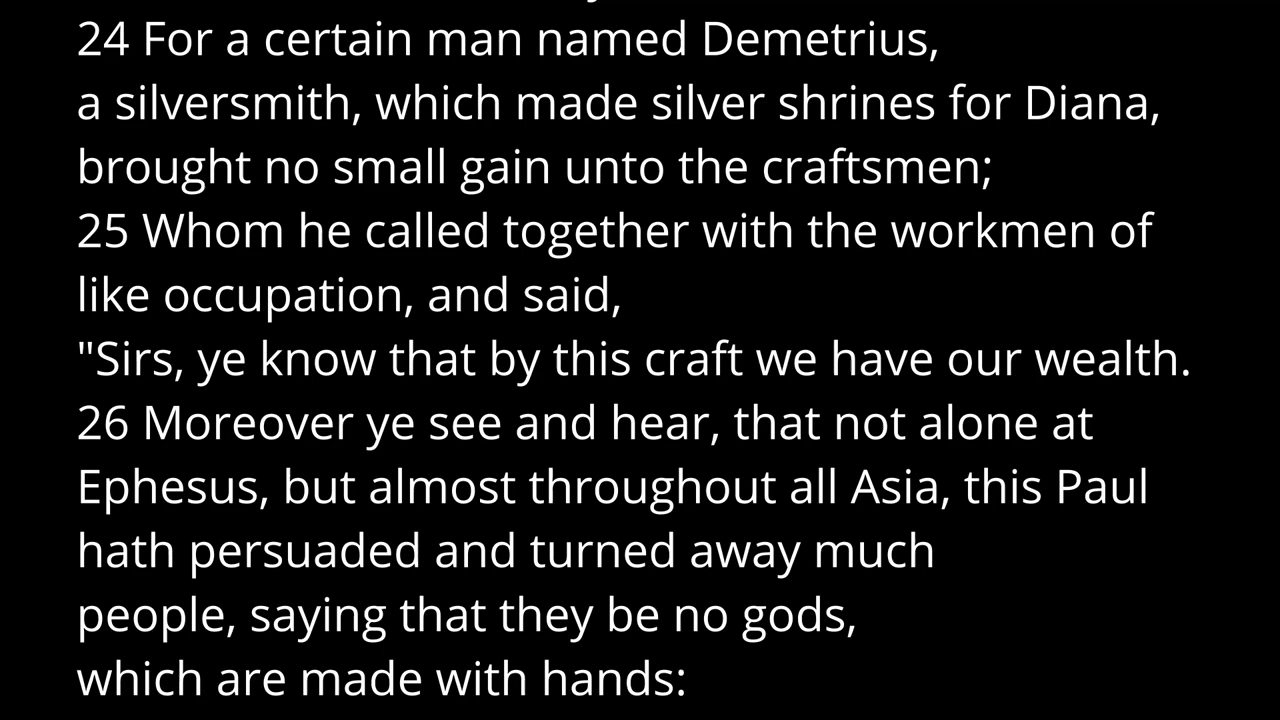 24 For a certain man named Demetrius,
a silversmith, which made silver shrines for Diana,
brought no small gain unto the craftsmen;
25 Whom he called together with the workmen of
like occupation, and said,
"Sirs, ye know that by this craft we have our wealth.
26 Moreover ye see and hear, that not alone at
Ephesus, but almost throughout all Asia, this Paul
hath persuaded and turned away much
people, saying that they be no gods,
which are made with hands: